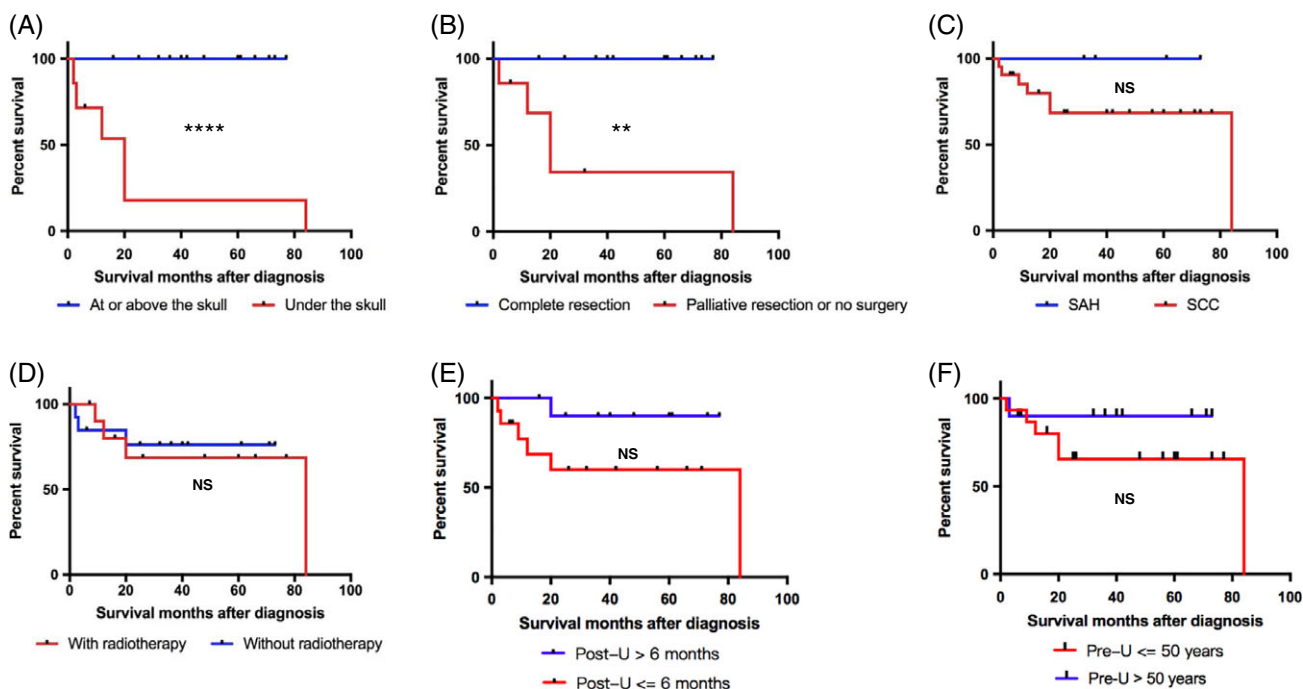 (A)
Percent survival
100
50
0
****
0 20 40 60 80 100
Survival months after diagnosis
At or above the skull Under the skull
(B)
Percent survival
100
50
0
**
0 20 40 60 80 100
Survival months after diagnosis
Complete resection Palliative resection or no surgery
(C)
Percent survival
100
50
0
NS
0 20 40 60 80 100
Survival months after diagnosis
SAH SCC
(D)
Percent survival
100
50
0
NS
0 20 40 60 80 100
Survival months after diagnosis
With radiotherapy Without radiotherapy
(E)
Percent survival
100
50
0
NS
0 20 40 60 80 100
Survival months after diagnosis
Post-U > 6 months
Post-U <= 6 months
(F)
Percent survival
100
50
0
NS
0 20 40 60 80 100
Survival months after diagnosis
Pre-U <= 50 years
Pre-U > 50 years